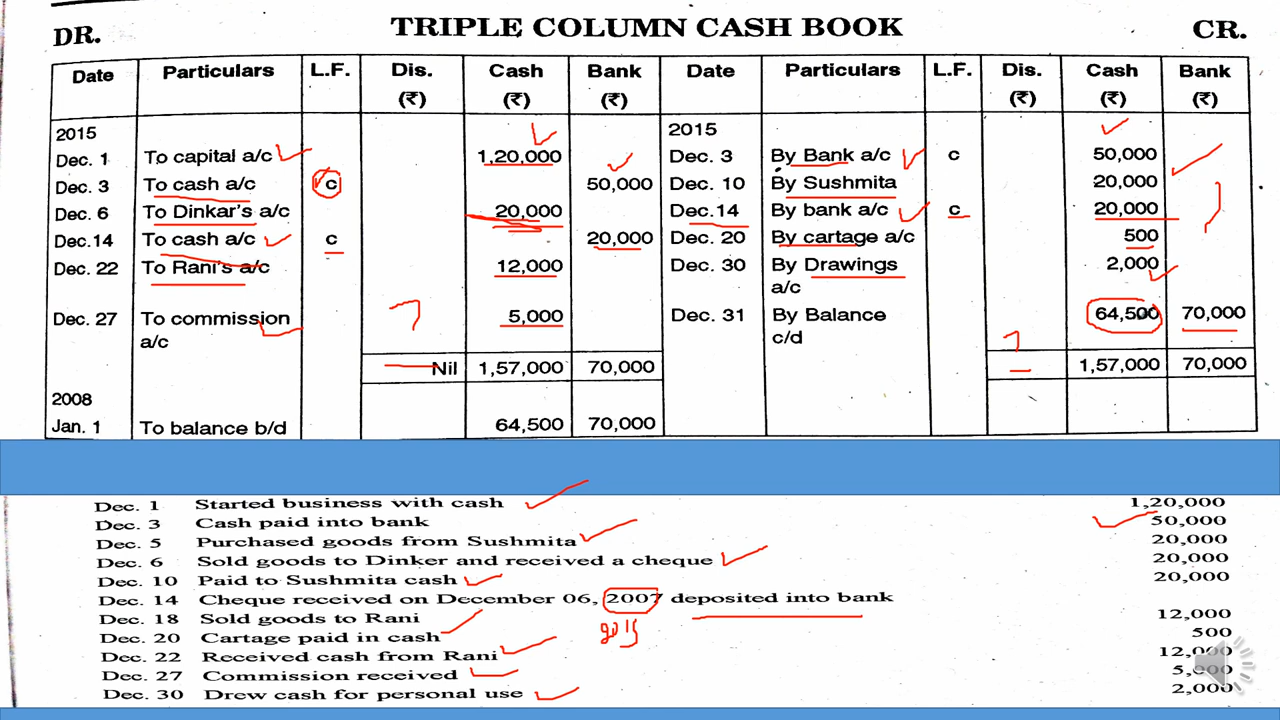 DR. TRIPLE COLUMN CASH BOOK CR.
Date Particulars L.F. Dis. (₹) Cash (₹) Bank (₹) Date Particulars L.F. Dis. (₹) Cash (₹) Bank (₹)
2015 2015
Dec. 1 To capital a/c 1,20,000 Dec. 3 By Bank a/c c 50,000
Dec. 3 To cash a/c c 50,000 Dec. 10 By Sushmita 20,000
Dec. 6 To Dinkar's a/c 20,000 Dec.14 By bank a/c c 20,000
Dec.14 To cash a/c c 20,000 Dec. 20 By cartage a/c 500
Dec. 22 To Rani's a/c 12,000 Dec. 30 By Drawings 2,000
a/c
Dec. 27 To commission 5,000 Dec. 31 By Balance 64,500 70,000
a/c c/d
Nil 1,57,000 70,000 1,57,000 70,000
2008
Jan. 1 To balance b/d 64,500 70,000
Dec. 1 Started business with cash 1,20,000
Dec. 3 Cash paid into bank 50,000
Dec. 5 Purchased goods from Sushmita 20,000
Dec. 6 Sold goods to Dinker and received a cheque 20,000
Dec. 10 Paid to Sushmita cash 20,000
Dec. 14 Cheque received on December 06, 2007 deposited into bank
2015
Dec. 18 Sold goods to Rani 12,000
Dec. 20 Cartage paid in cash 500
Dec. 22 Received cash from Rani 12,000
Dec. 27 Commission received 5,000
Dec. 30 Drew cash for personal use 2,000